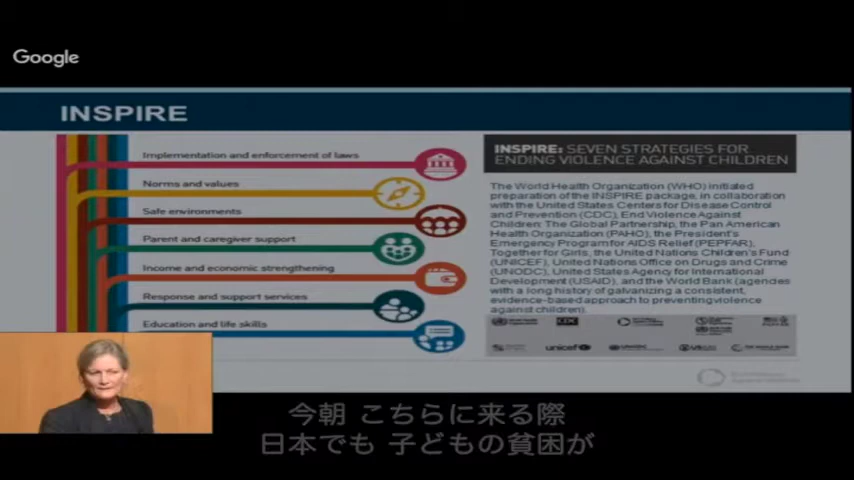 Google
INSPIRE
Implementation and enforcement of laws
Norms and values
Safe environments
Parent and caregiver support
Income and economic strengthening
Response and support services
Education and life skills
INSPIRE: SEVEN STRATEGIES FOR
ENDING VIOLENCE AGAINST CHILDREN
The World Health Organization (WHO) initiated
preparation of the INSPIRE package, in collaboration
with the United States Centers for Disease Control
and Prevention (CDC), End Violence Against
Children: The Global Partnership, the Pan American
Health Organization (PAHO), the President's
Emergency Program for AIDS Relief (PEPFAR),
Together for Girls, the United Nations Children's Fund
(UNICEF), United Nations Office on Drugs and Crime
(UNODC), United States Agency for International
Development (USAID), and the World Bank (agencies
with a long history of galvanizing a consistent,
evidence-based approach to preventing violence
against children).
CDC
unicef
今朝 こちらに来る際
日本でも 子どもの貧困が